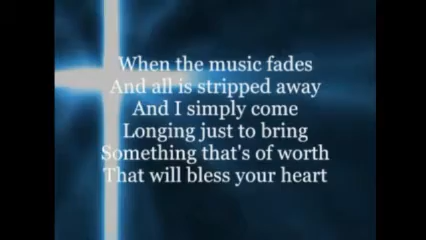 When the music fades
And all is stripped away
And I simply come
Longing just to bring
Something that's of worth
That will bless your heart